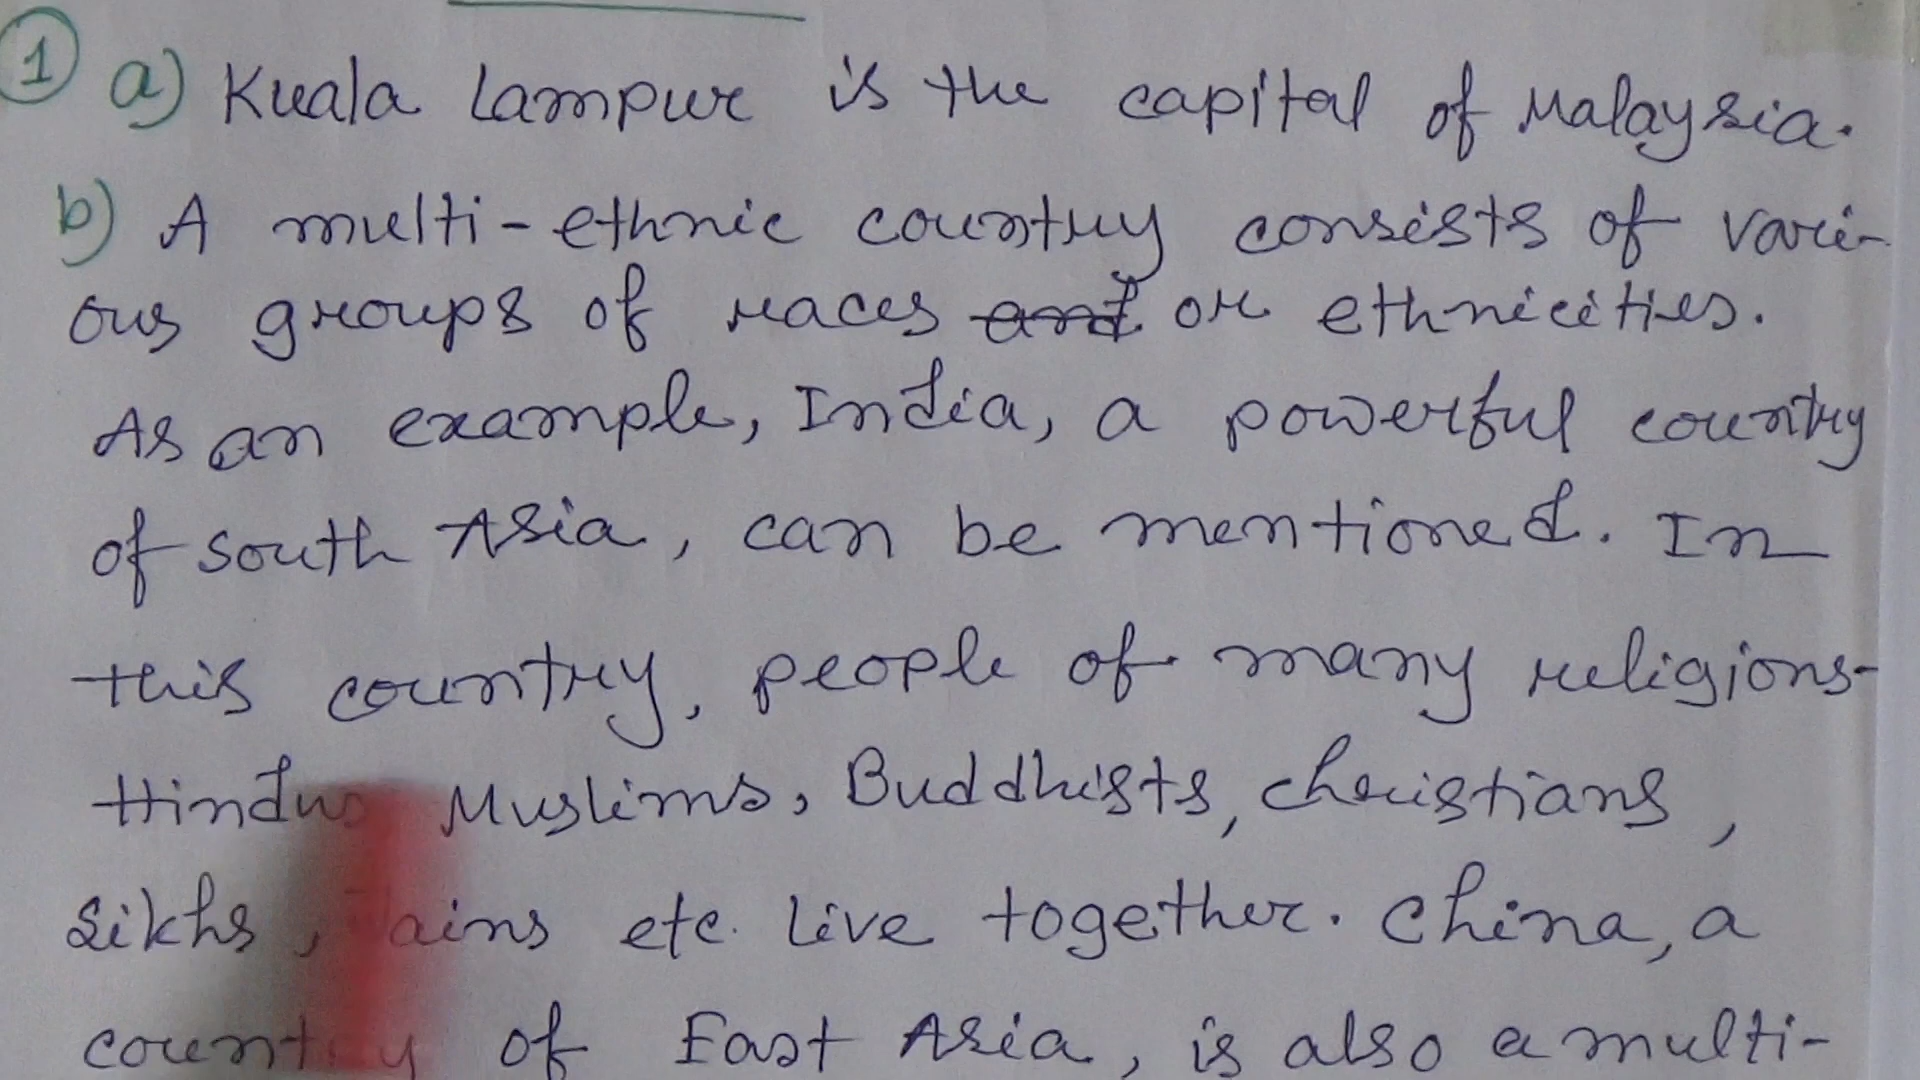 1 a) Kuala Lampur is the capital of Malaysia.
b) A multi-ethnic country consists of vari-
ous groups of races and or ethnicities.
As an example, India, a powerful country
of South Asia, can be mentioned. In
this country, people of many religions-
Hindus Muslims, Buddhists, Christians,
Sikhs, Jains etc. live together. China, a
country of East Asia, is also a multi-